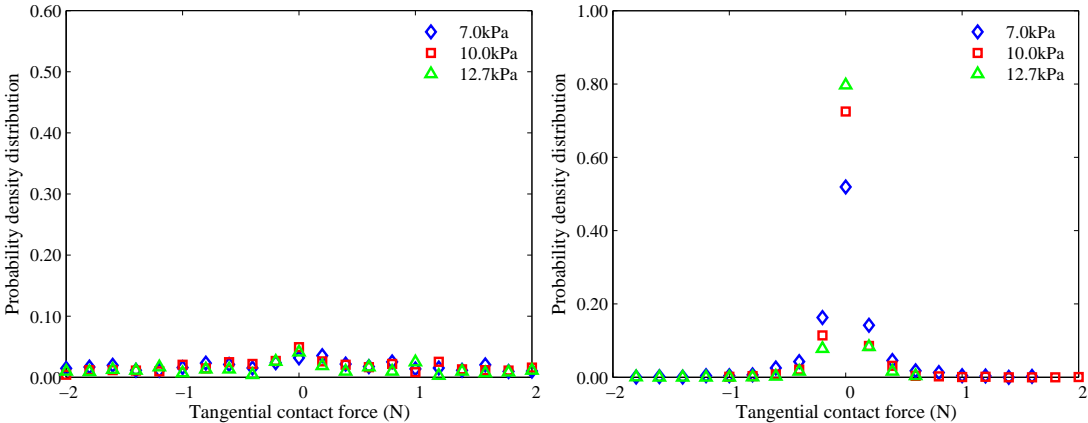 0.60
0.50
0.40
0.30
0.20
0.10
0.00
−2
−1
0
1
2
Probability density distribution
Tangential contact force (N)
7.0kPa
10.0kPa
12.7kPa
1.00
0.80
0.60
0.40
0.20
0.00
−2
−1
0
1
2
Probability density distribution
Tangential contact force (N)
7.0kPa
10.0kPa
12.7kPa